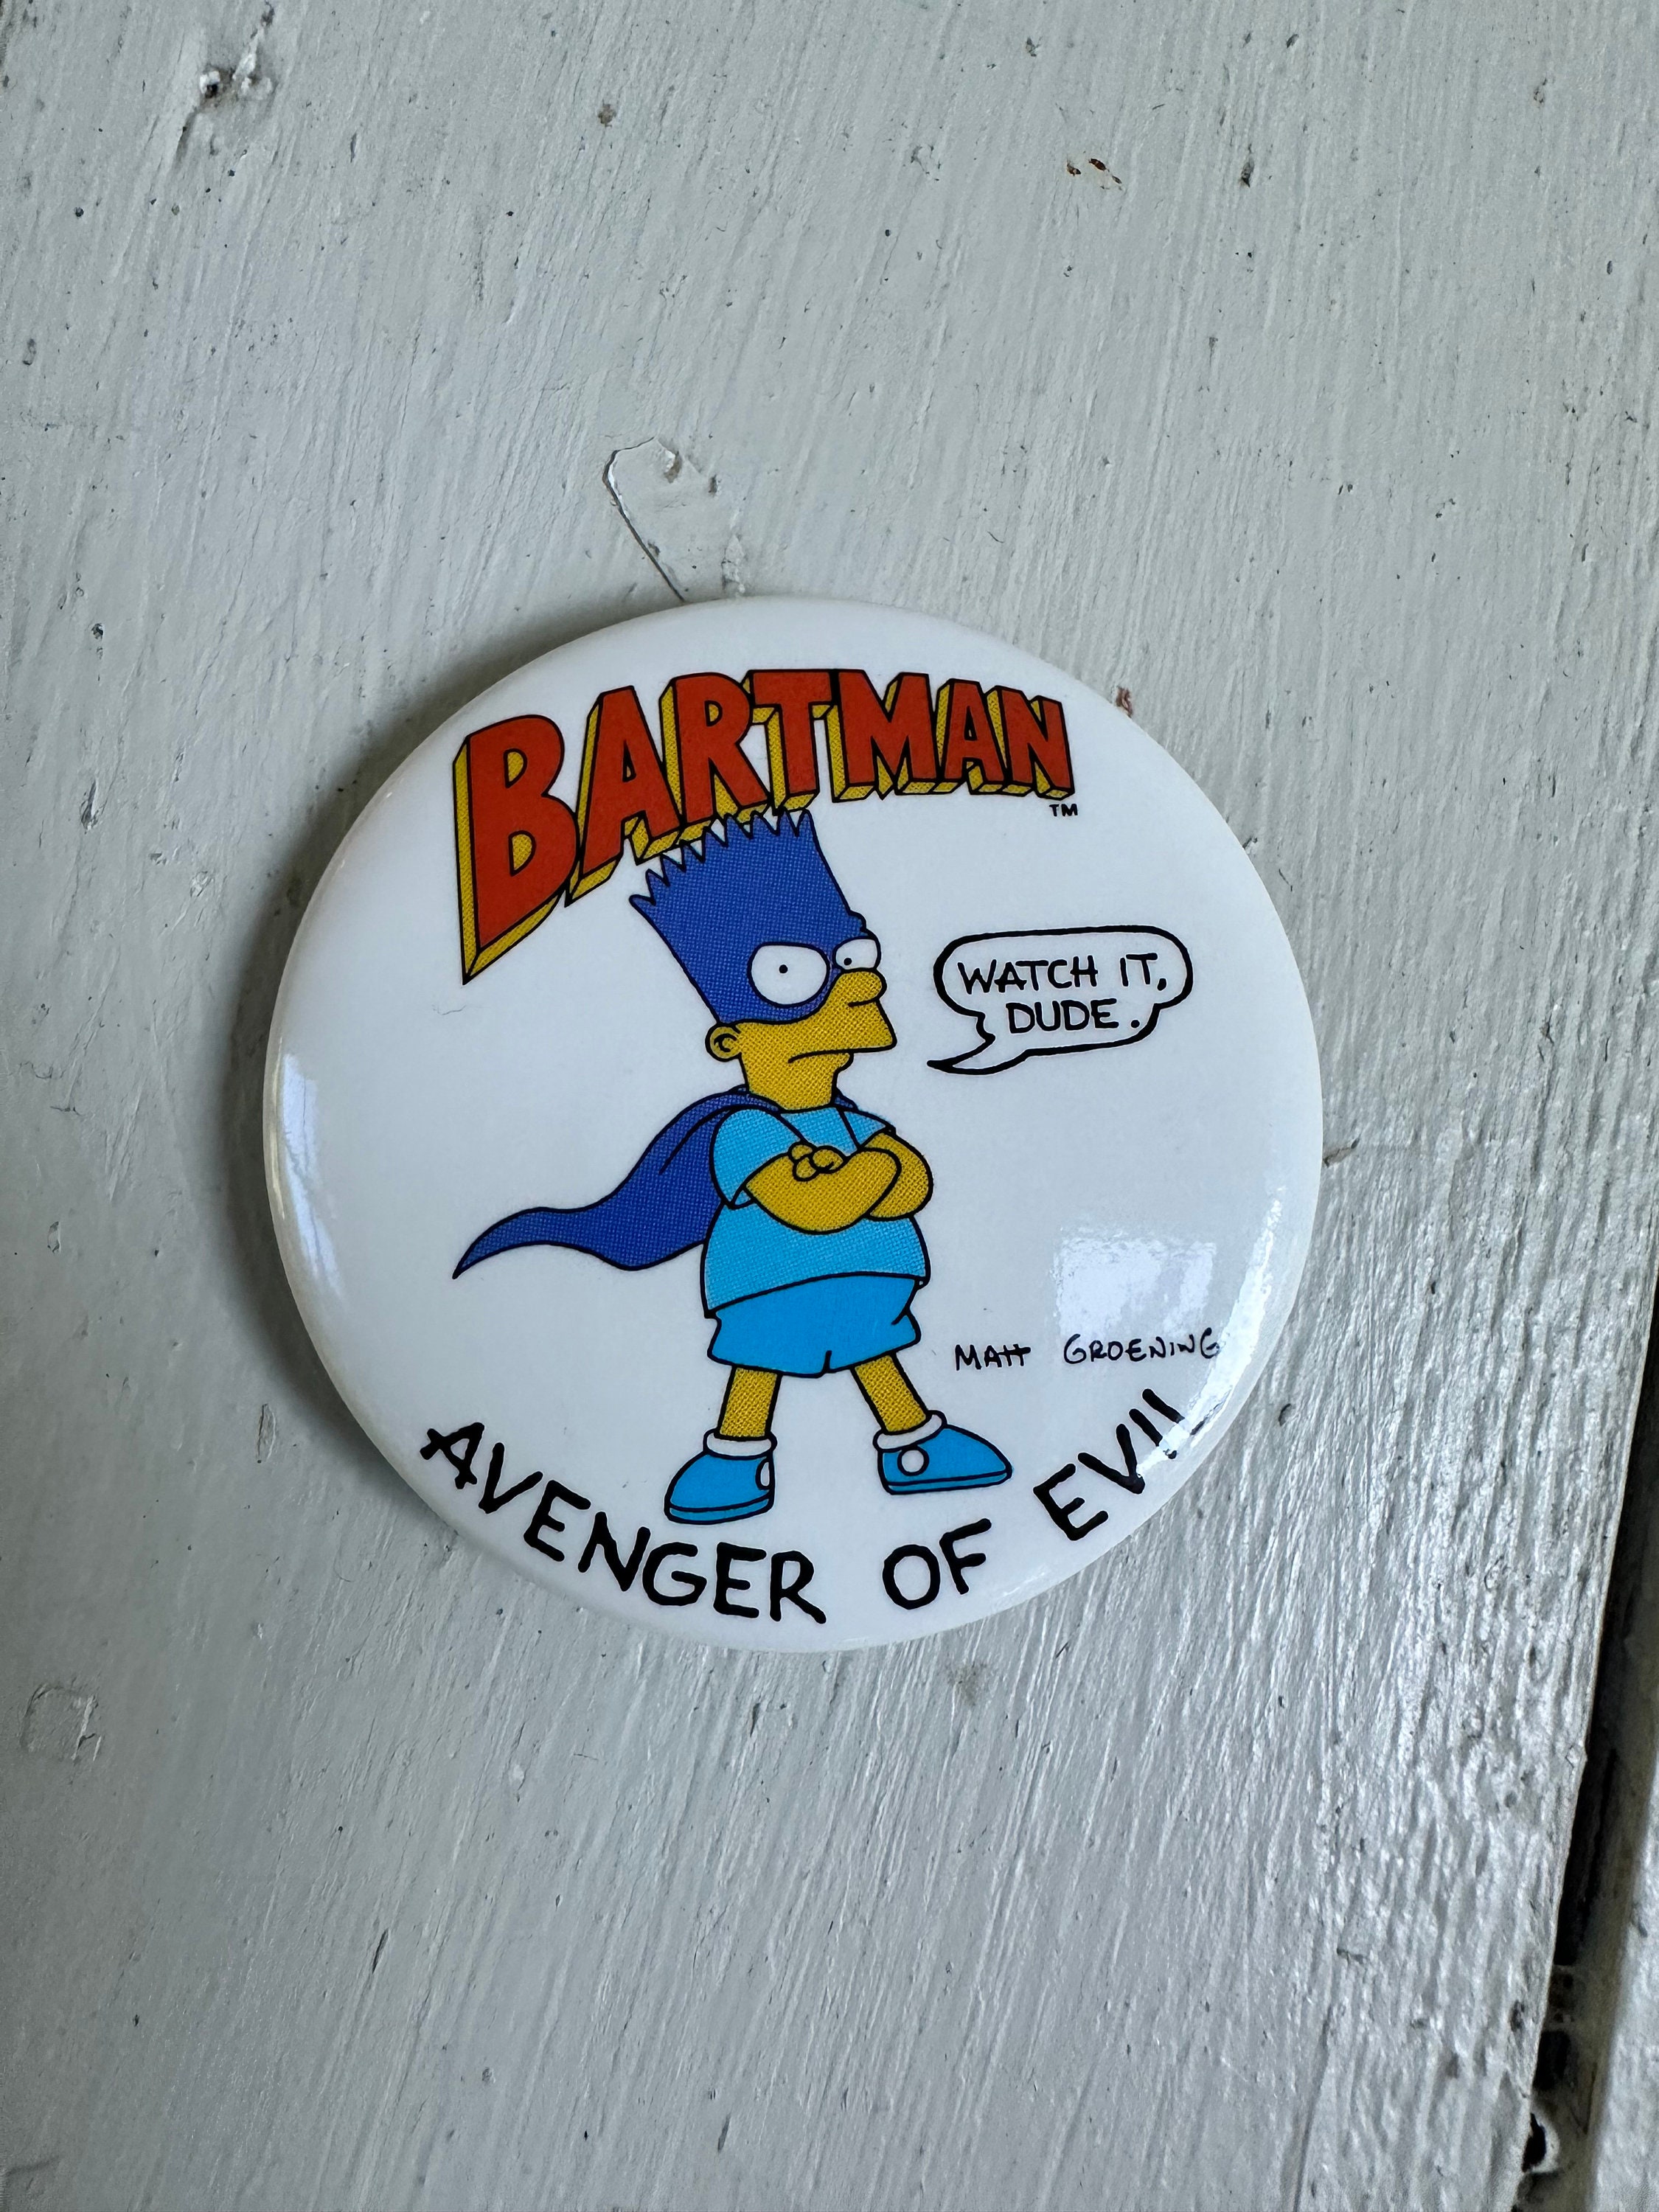 BARTMAN
TM
WATCH IT,
DUDE.
MATT GROENING
AVENGER OF EVIL